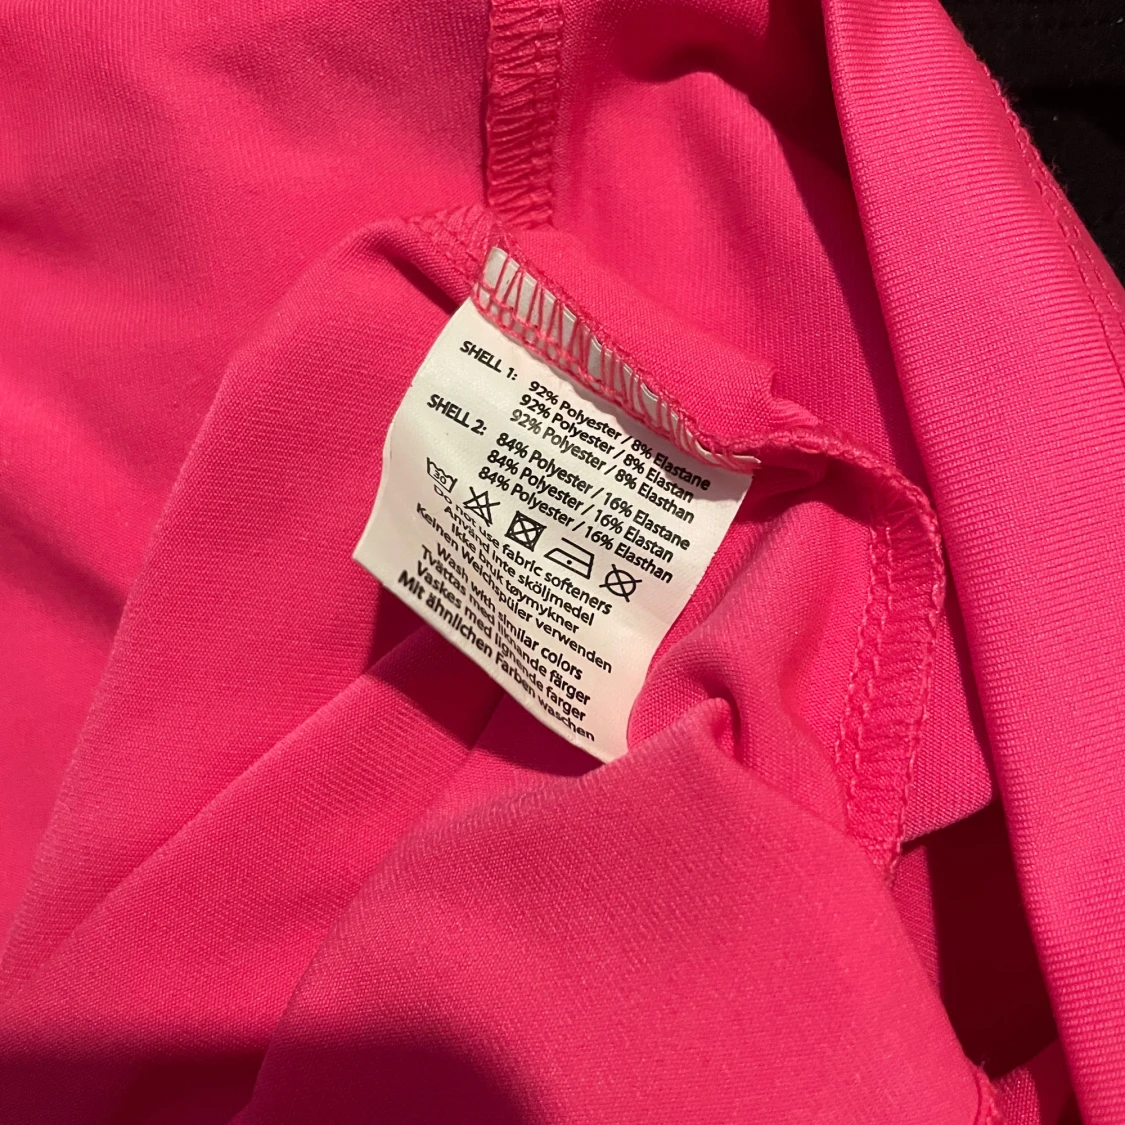 SHELL 1: 92% Polyester / 8% Elastane
92% Polyester / 8% Elastan
92% Polyester / 8% Elasthan
SHELL 2: 84% Polyester / 16% Elastane
84% Polyester / 16% Elastan
84% Polyester / 16% Elasthan
30
Do not use fabric softeners
Använd inte sköljmedel
Ikke bruk tøymykner
Keinen Weichspüler verwenden
Wash with similar colors
Tvättas med liknande färger
Vaskes med lignende farger
Mit ähnlichen Farben waschen